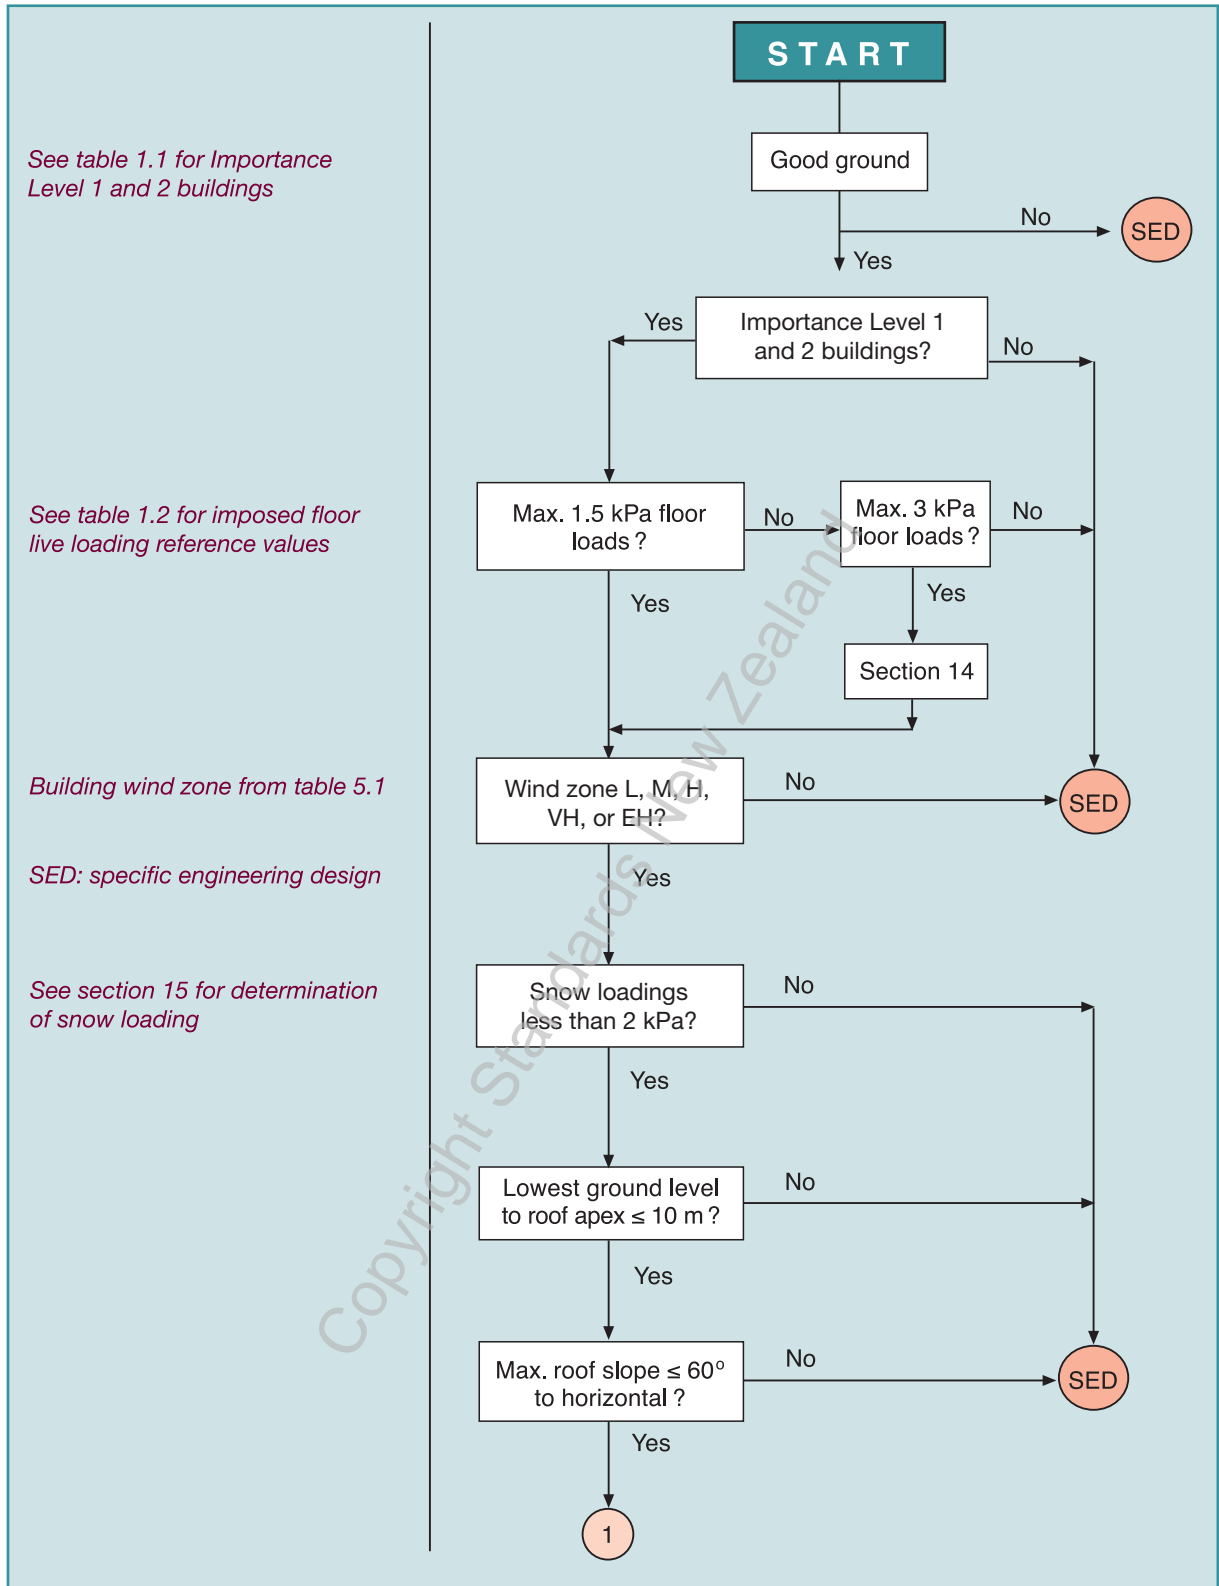 START
Good ground
See table 1.1 for Importance
Level 1 and 2 buildings
No
SED
Yes
Importance Level 1
and 2 buildings?
Yes
No
See table 1.2 for imposed floor
live loading reference values
Max. 1.5 kPa floor
loads ?
No
Max. 3 kPa
floor loads ?
No
Yes
Yes
Section 14
Building wind zone from table 5.1
Wind zone L, M, H,
VH, or EH?
No
SED
SED: specific engineering design
Yes
See section 15 for determination
of snow loading
Snow loadings
less than 2 kPa?
No
Yes
Lowest ground level
to roof apex ≤ 10 m ?
No
Yes
Max. roof slope ≤ 60º
to horizontal ?
No
SED
Yes
1
Copyright Standards New Zealand